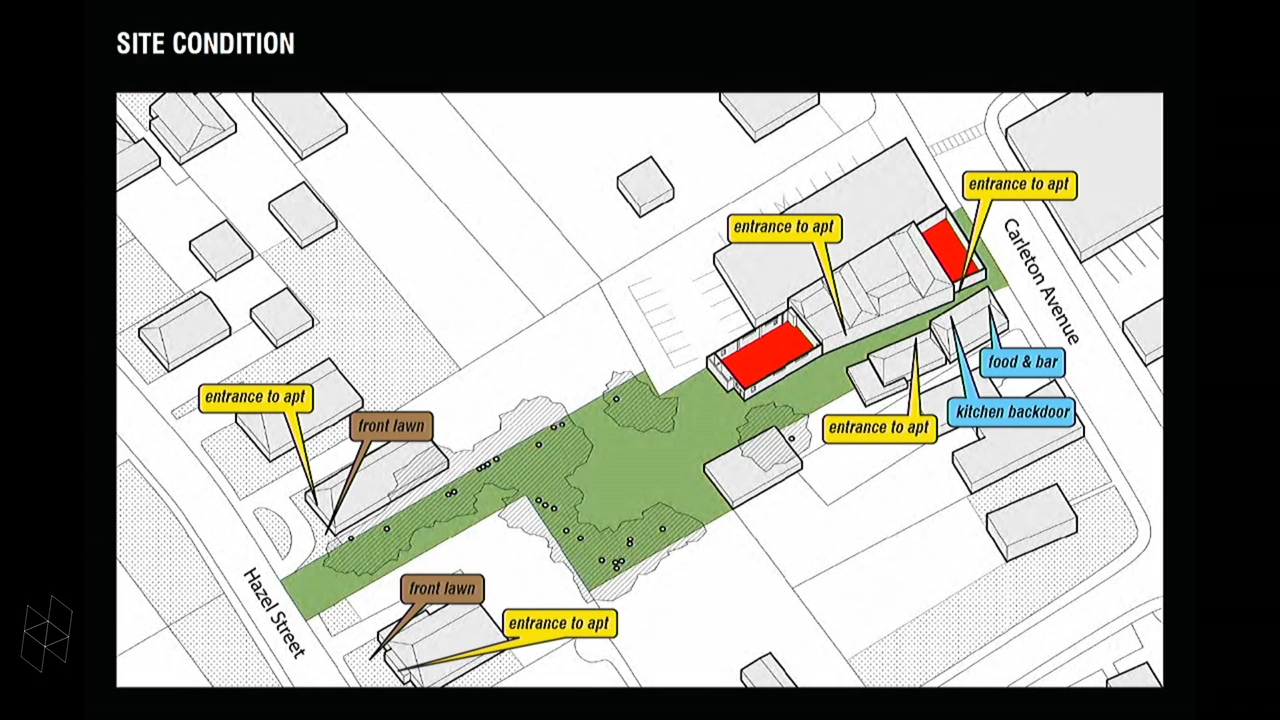 SITE CONDITION
entrance to apt
entrance to apt
Carleton Avenue
food & bar
kitchen backdoor
entrance to apt
entrance to apt
front lawn
Hazel Street
front lawn
entrance to apt